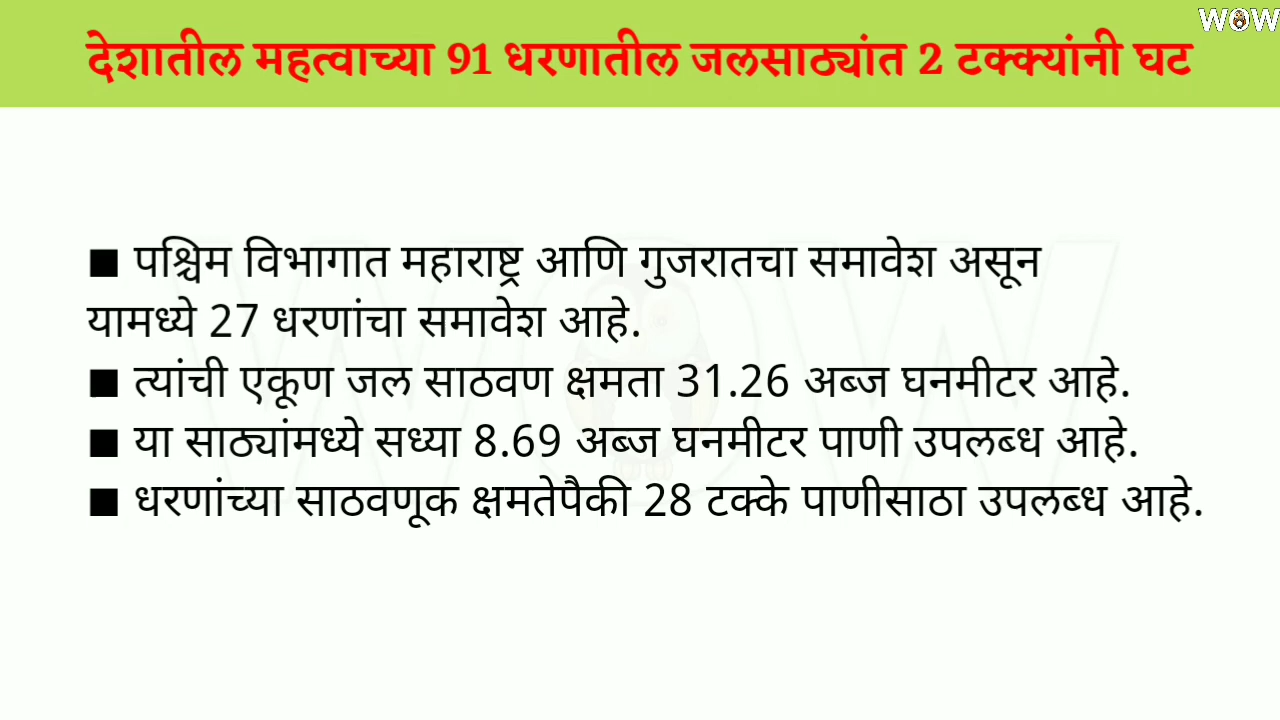 WOW
देशातील महत्वाच्या 91 धरणातील जलसाठ्यांत 2 टक्क्यांनी घट
■ पश्चिम विभागात महाराष्ट्र आणि गुजरातचा समावेश असून
यामध्ये 27 धरणांचा समावेश आहे.
■ त्यांची एकूण जल साठवण क्षमता 31.26 अब्ज घनमीटर आहे.
■ या साठ्यांमध्ये सध्या 8.69 अब्ज घनमीटर पाणी उपलब्ध आहे.
■ धरणांच्या साठवणूक क्षमतेपैकी 28 टक्के पाणीसाठा उपलब्ध आहे.